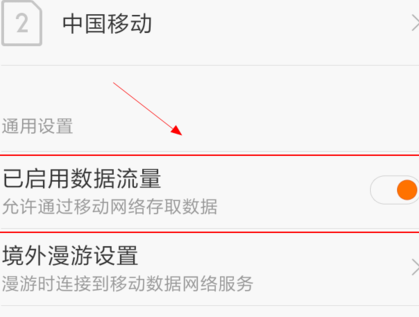 2 中国移动
通用设置
已启用数据流量
允许通过移动网络存取数据
境外漫游设置
漫游时连接到移动数据网络服务